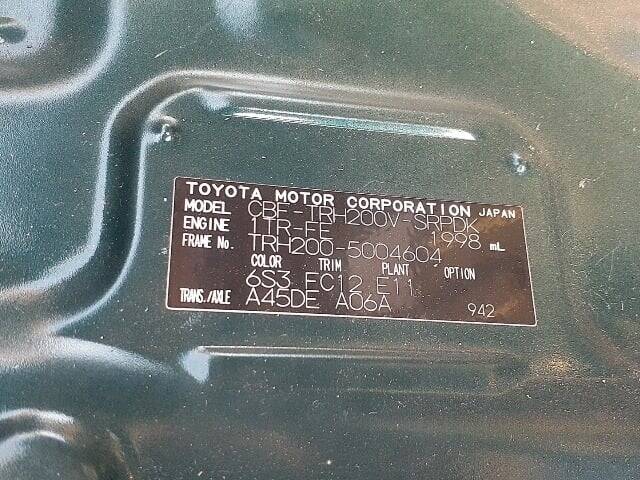 TOYOTA MOTOR CORPORATION JAPAN
MODEL CBF-TRH200V-SRPDK
ENGINE 1TR-FE 1998 mL
FRAME No. TRH200-5004604
COLOR TRIM PLANT OPTION
6S3 FC12 E11
TRANS./AXLE A45DE A06A 942